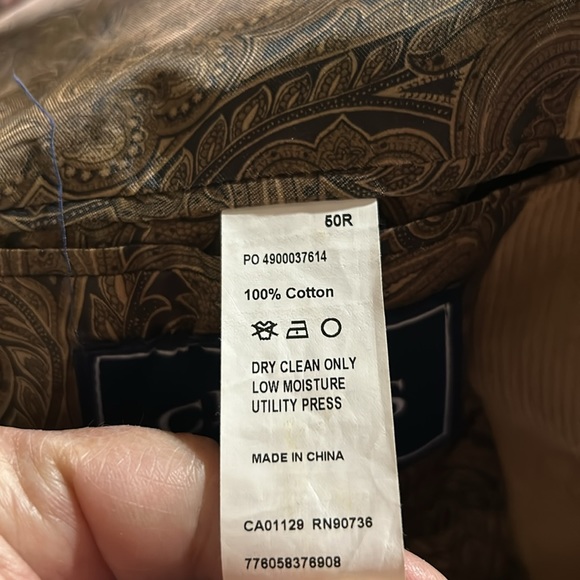 50R
PO 4900037614
100% Cotton
DRY CLEAN ONLY
LOW MOISTURE
UTILITY PRESS
MADE IN CHINA
CA01129 RN90736
776058376908